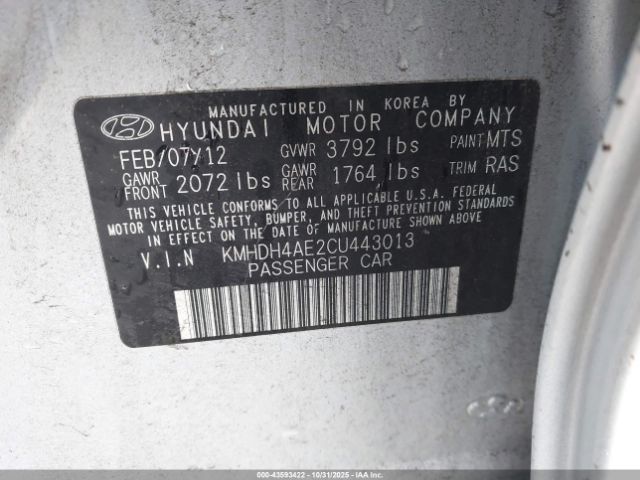 MANUFACTURED IN KOREA BY
HYUNDAI MOTOR COMPANY
FEB/07/12 GVWR 3792 lbs PAINT MTS
GAWR FRONT 2072 lbs GAWR REAR 1764 lbs TRIM RAS
THIS VEHICLE CONFORMS TO ALL APPLICABLE U.S.A. FEDERAL
MOTOR VEHICLE SAFETY, BUMPER, AND THEFT PREVENTION STANDARDS
IN EFFECT ON THE DATE OF MANUFACTURE SHOWN ABOVE.
V.I.N KMHDH4AE2CU443013
PASSENGER CAR
000-43593422 - 10/31/2025 - IAAI.COM